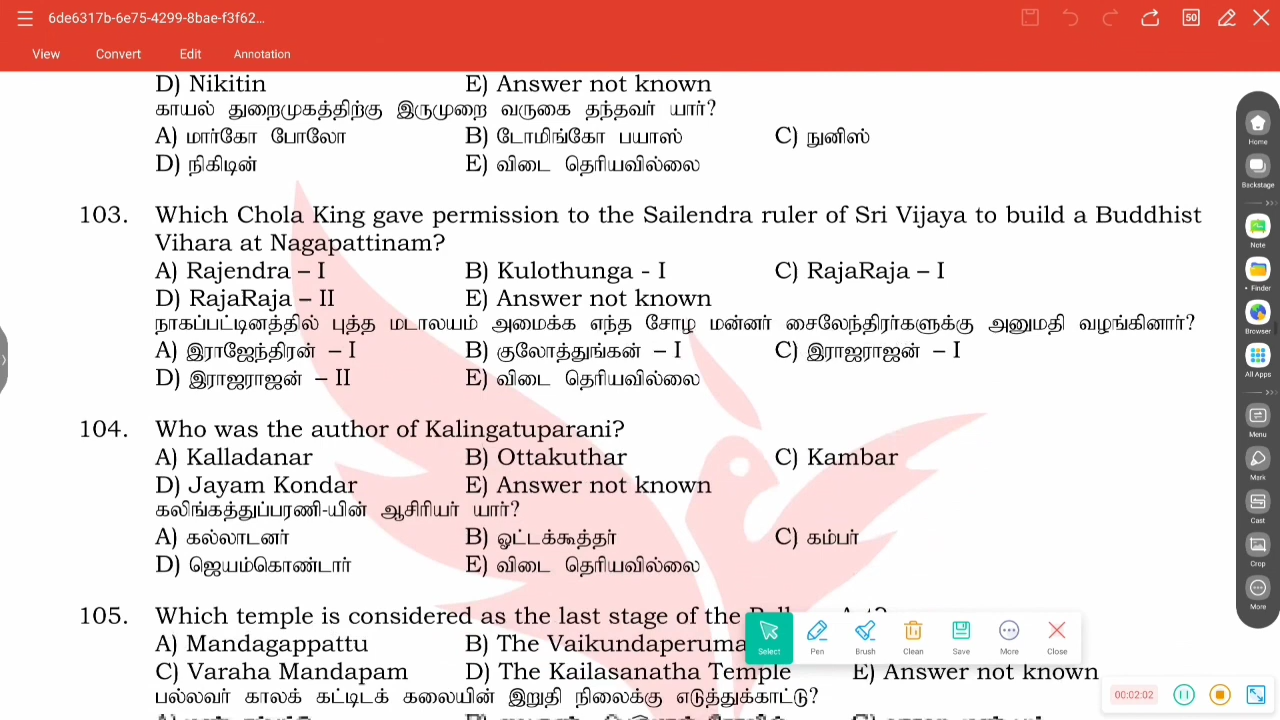 6de6317b-6e75-4299-8bae-f3f62...
50
View Convert Edit Annotation
D) Nikitin E) Answer not known
காயல் துறைமுகத்திற்கு இருமுறை வருகை தந்தவர் யார்?
A) மார்கோ போலோ B) டோமிங்கோ பயாஸ் C) நுனிஸ்
D) நிகிடின் E) விடை தெரியவில்லை
103. Which Chola King gave permission to the Sailendra ruler of Sri Vijaya to build a Buddhist
Vihara at Nagapattinam?
A) Rajendra – I B) Kulothunga - I C) RajaRaja – I
D) RajaRaja – II E) Answer not known
நாகப்பட்டினத்தில் புத்த மடாலயம் அமைக்க எந்த சோழ மன்னர் சைலேந்திரர்களுக்கு அனுமதி வழங்கினார்?
A) இராஜேந்திரன் – I B) குலோத்துங்கன் – I C) இராஜராஜன் – I
D) இராஜராஜன் – II E) விடை தெரியவில்லை
104. Who was the author of Kalingatuparani?
A) Kalladanar B) Ottakuthar C) Kambar
D) Jayam Kondar E) Answer not known
கலிங்கத்துப்பரணி-யின் ஆசிரியர் யார்?
A) கல்லாடனர் B) ஓட்டக்கூத்தர் C) கம்பர்
D) ஜெயம்கொண்டார் E) விடை தெரியவில்லை
105. Which temple is considered as the last stage of the
A) Mandagappattu B) The Vaikundaperuma
C) Varaha Mandapam D) The Kailasanatha Temple E) Answer not known
பல்லவர் காலக் கட்டிடக் கலையின் இறுதி நிலைக்கு எடுத்துக்காட்டு?
Select Pen Brush Clean Save More Close
00:02:02
Home
Backstage
Note
Finder
Browser
All Apps
Menu
Mark
Cast
Crop
More